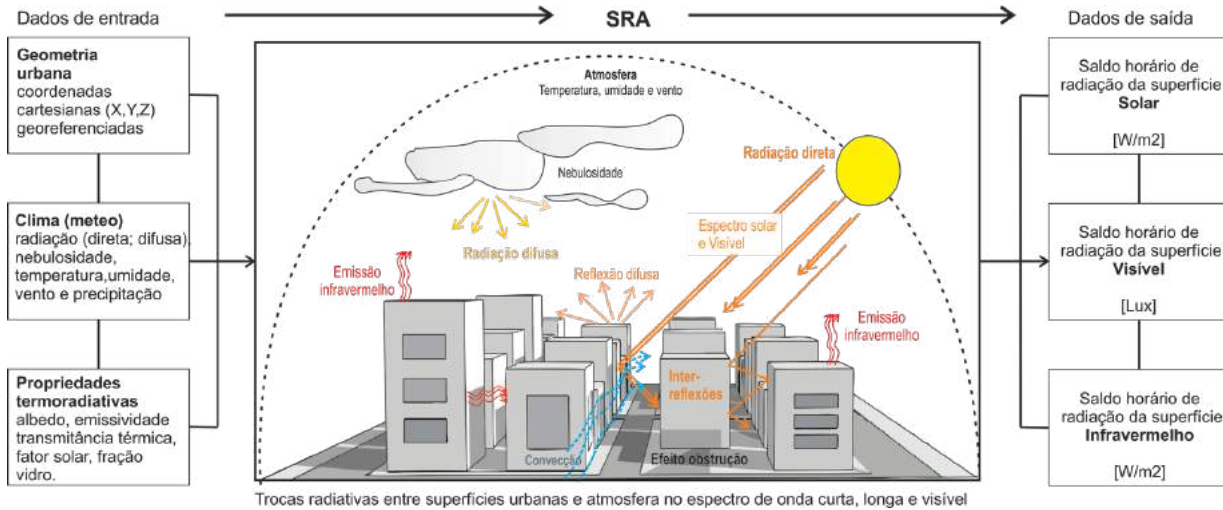 Dados de entrada
SRA
Dados de saída
Geometria
urbana
coordenadas
cartesianas (X,Y,Z)
georeferenciadas
Clima (meteo)
radiação (direta; difusa),
nebulosidade,
temperatura,umidade,
vento e precipitação
Propriedades
termoradiativas
albedo, emissividade
transmitância térmica,
fator solar, fração
vidro.
Atmosfera
Temperatura, umidade e vento
Nebulosidade
Radiação direta
Espectro solar
e Visível
Radiação difusa
Emissão
infravermelho
Reflexão difusa
Emissão
infravermelho
Inter-
reflexões
Convecção
Efeito obstrução
Saldo horário de
radiação da superfície
Solar
[W/m2]
Saldo horário de
radiação da superfície
Visível
[Lux]
Saldo horário de
radiação da superfície
Infravermelho
[W/m2]
Trocas radiativas entre superfícies urbanas e atmosfera no espectro de onda curta, longa e visível